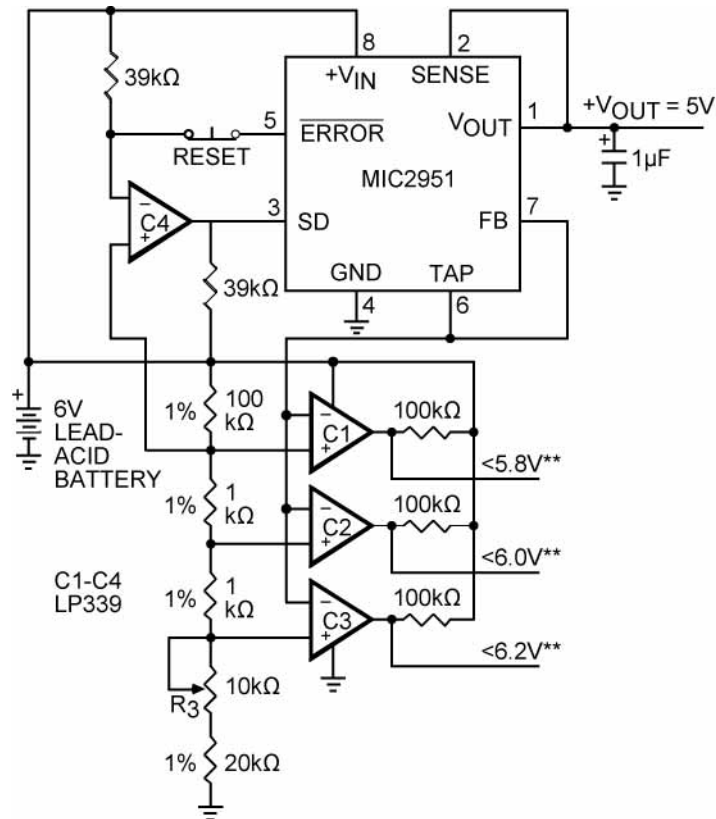 8
2
+VIN
SENSE
39kΩ
5
ERROR
VOUT
1
+VOUT = 5V
RESET
1µF
MIC2951
C4
−
+
3
SD
FB
7
39kΩ
GND
TAP
4
6
+
6V
LEAD-
ACID
BATTERY
1%
100
kΩ
−
C1
+
100kΩ
<5.8V**
1%
1
kΩ
−
C2
+
100kΩ
<6.0V**
C1-C4
LP339
1%
1
kΩ
−
C3
+
100kΩ
<6.2V**
R3
10kΩ
1%
20kΩ